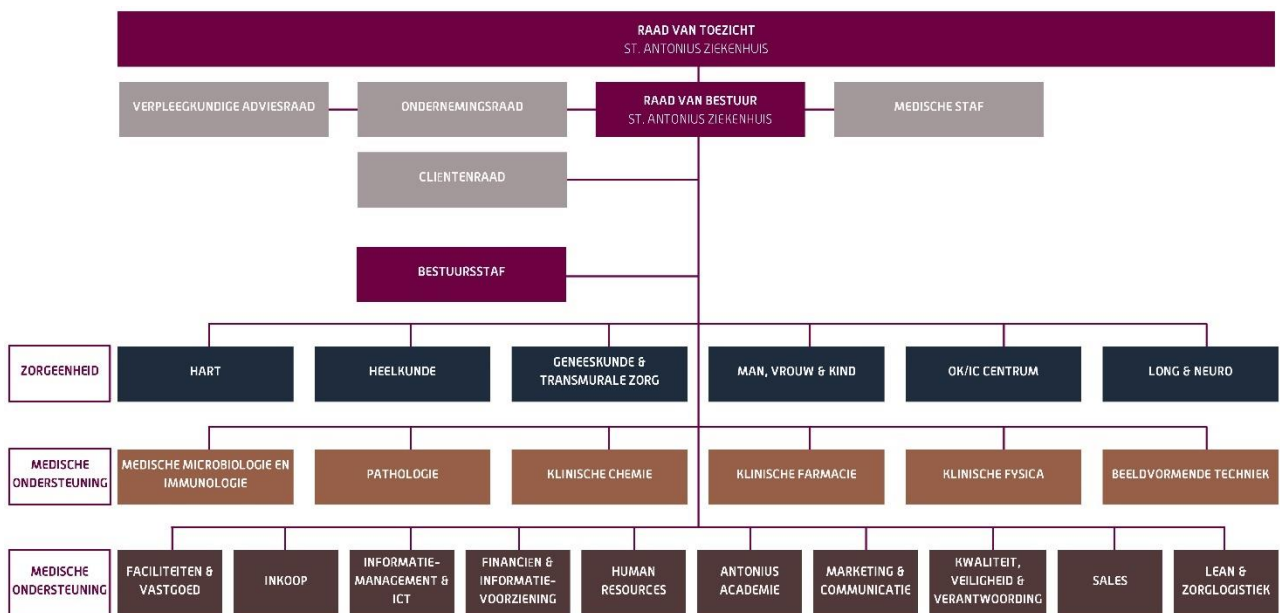 RAAD VAN TOEZICHT
ST. ANTONIUS ZIEKENHUIS
VERPLEEGKUNDIGE ADVIESRAAD
ONDERNEMINGSRAAD
RAAD VAN BESTUUR
ST. ANTONIUS ZIEKENHUIS
MEDISCHE STAF
CLIENTENRAAD
BESTUURSSTAF
ZORGEENHEID
HART
HEELKUNDE
GENEESKUNDE &
TRANSMURALE ZORG
MAN, VROUW & KIND
OK/IC CENTRUM
LONG & NEURO
MEDISCHE
ONDERSTEUNING
MEDISCHE MICROBIOLOGIE EN
IMMUNOLOGIE
PATHOLOGIE
KLINISCHE CHEMIE
KLINISCHE FARMACIE
KLINISCHE FYSICA
BEELDVORMENDE TECHNIEK
MEDISCHE
ONDERSTEUNING
FACILITEITEN &
VASTGOED
INKOOP
INFORMATIE-
MANAGEMENT &
ICT
FINANCIEN &
INFORMATIE-
VOORZIENING
HUMAN
RESOURCES
ANTONIUS
ACADEMIE
MARKETING &
COMMUNICATIE
KWALITEIT,
VEILIGHEID &
VERANTWOORDING
SALES
LEAN &
ZORGLOGISTIEK